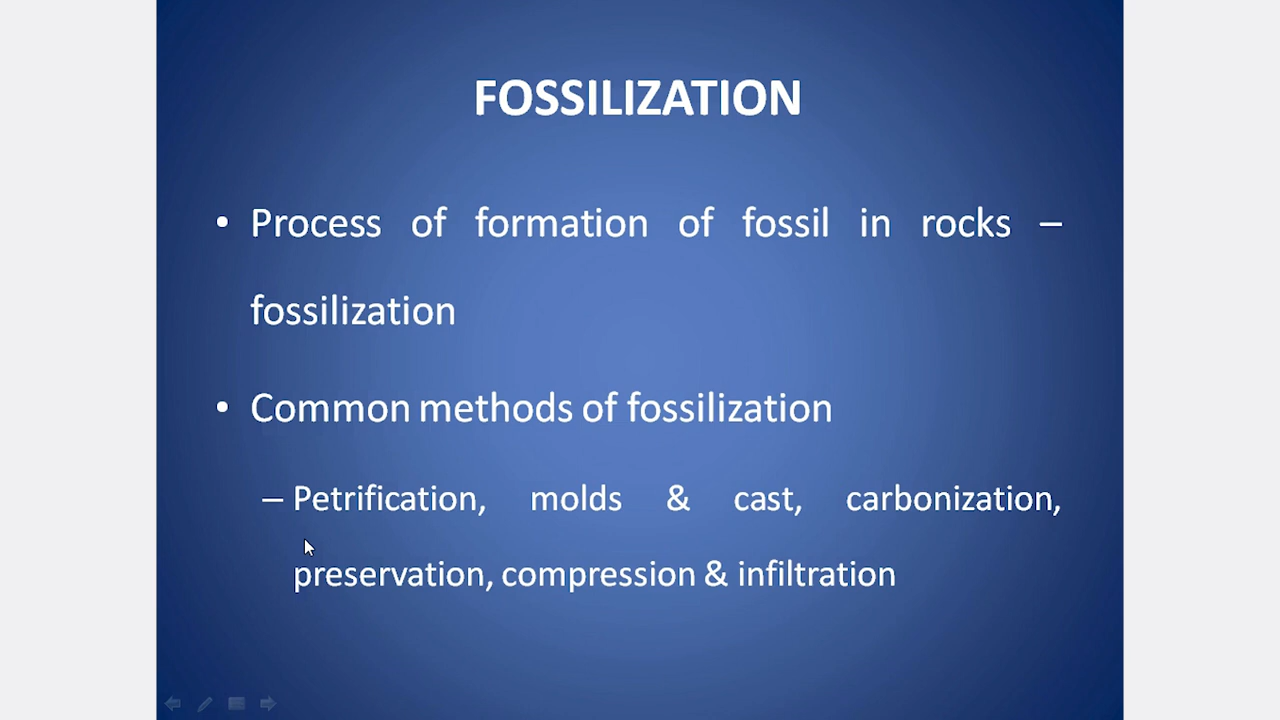 FOSSILIZATION
• Process of formation of fossil in rocks –
fossilization
• Common methods of fossilization
– Petrification, molds & cast, carbonization,
preservation, compression & infiltration